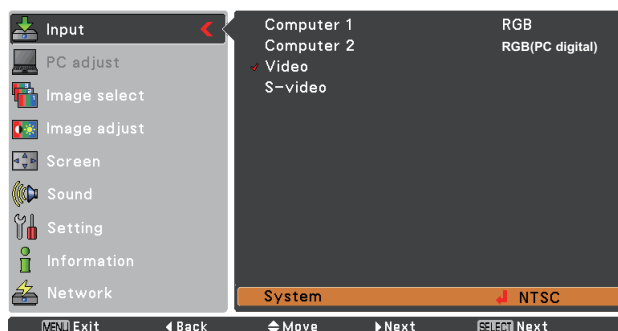 Input
PC adjust
Image select
Image adjust
Screen
Sound
Setting
Information
Network
Computer 1 RGB
Computer 2 RGB(PC digital)
Video
S-video
System NTSC
MENU Exit Back Move Next SELECT Next